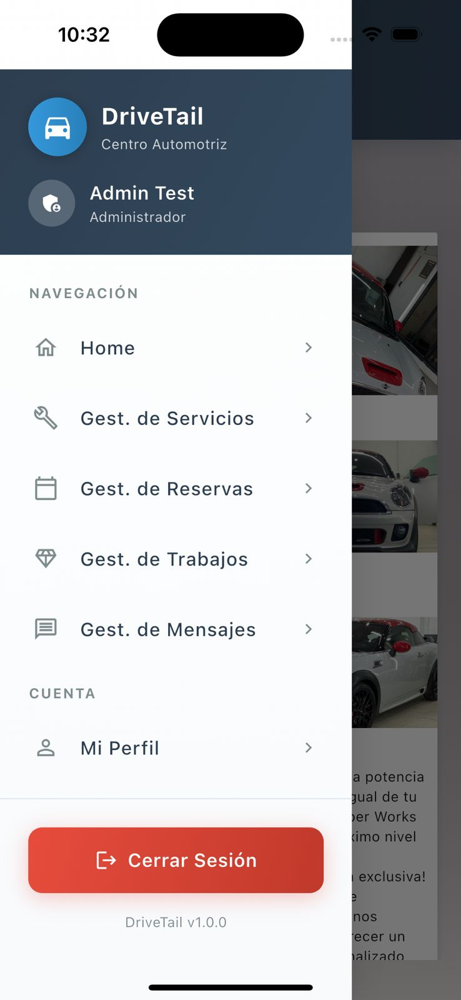 10:32
DriveTail
Centro Automotriz
Admin Test
Administrador
NAVEGACIÓN
Home
Gest. de Servicios
Gest. de Reservas
Gest. de Trabajos
Gest. de Mensajes
CUENTA
Mi Perfil
a potencia
gual de tu
per Works
ximo nivel
exclusiva!
e
nos
recer un
nalizado
Cerrar Sesión
DriveTail v1.0.0